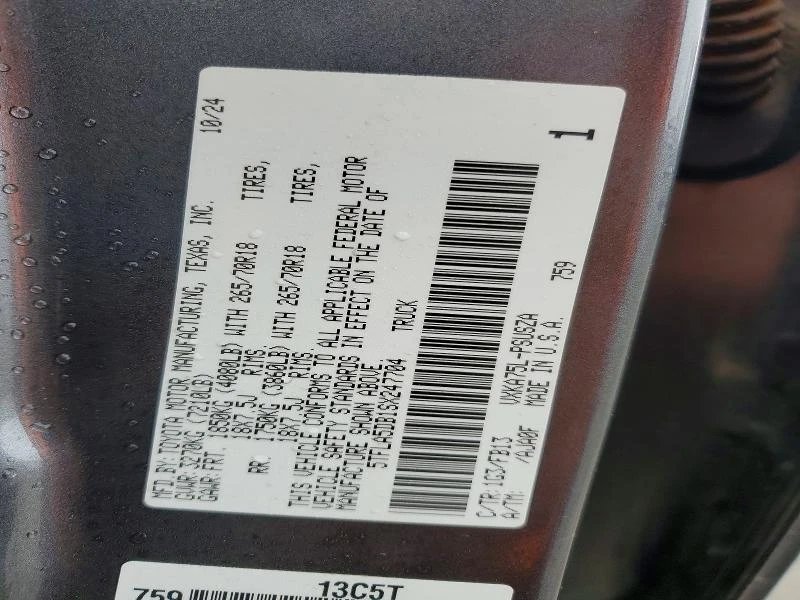 MFD.BY TOYOTA MOTOR MANUFACTURING, TEXAS, INC. 10/24
GVWR: 3270KG (7210LB)
GAWR: FRT. 1850KG (4080LB) WITH 265/70R18 TIRES,
18X7.5J RIMS,
RR. 1750KG (3860LB) WITH 265/70R18 TIRES,
18X7.5J RIMS.
THIS VEHICLE CONFORMS TO ALL APPLICABLE FEDERAL MOTOR
VEHICLE SAFETY STANDARDS IN EFFECT ON THE DATE OF
MANUFACTURE SHOWN ABOVE.
5TFLA5DB1SX247704 TRUCK
C/TR:1G3/FB13 VXKA75L-PSUSZA
A/TM: /AJA0F MADE IN U.S.A. 759
1
759 13C5T